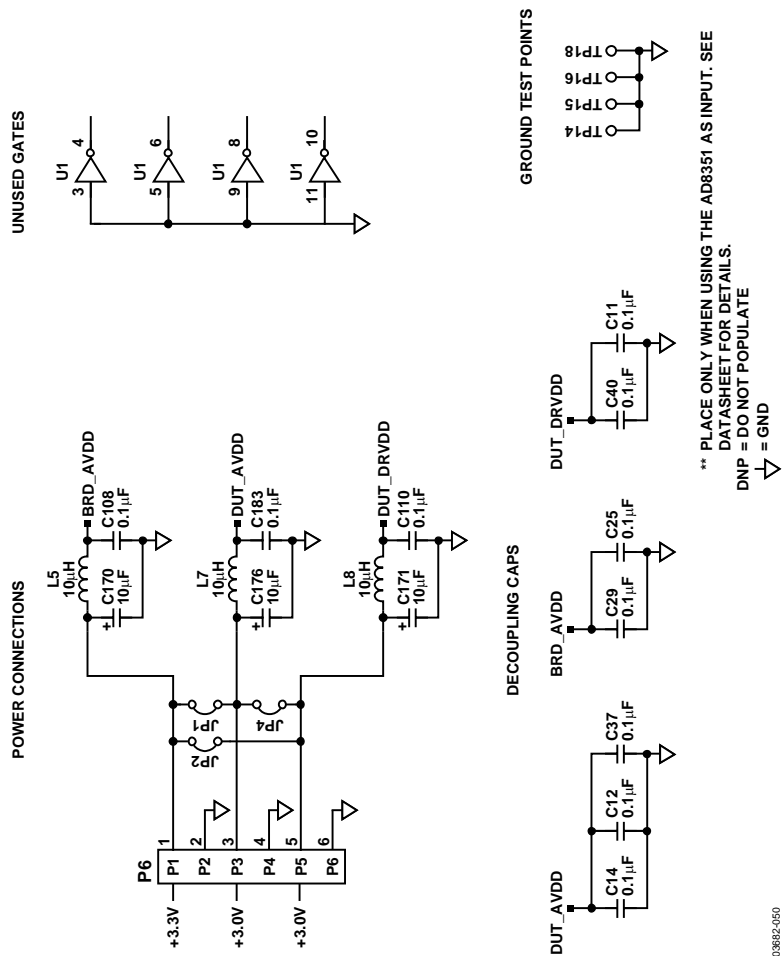 POWER CONNECTIONS
P6
+3.3V
P1
1
P2
2
+3.0V
P3
3
P4
4
+3.0V
P5
5
P6
6
JP2
JP1
JP4
L5
10µH
BRD_AVDD
+
C170
10µF
C108
0.1µF
L7
10µH
DUT_AVDD
+
C176
10µF
C183
0.1µF
L8
10µH
DUT_DRVDD
+
C171
10µF
C110
0.1µF
UNUSED GATES
U1
3
4
U1
5
6
U1
9
8
U1
11
10
DECOUPLING CAPS
DUT_AVDD
C14
0.1µF
C12
0.1µF
C37
0.1µF
BRD_AVDD
C29
0.1µF
C25
0.1µF
DUT_DRVDD
C40
0.1µF
C11
0.1µF
GROUND TEST POINTS
TP14
TP15
TP16
TP18
** PLACE ONLY WHEN USING THE AD8351 AS INPUT. SEE
DATASHEET FOR DETAILS.
DNP = DO NOT POPULATE
= GND
03682-050